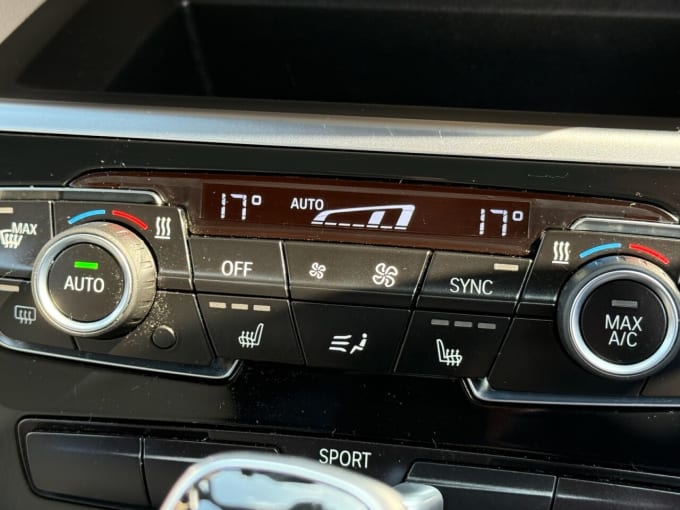 17° AUTO 17°
MAX
OFF
AUTO
SYNC
MAX
A/C
SPORT